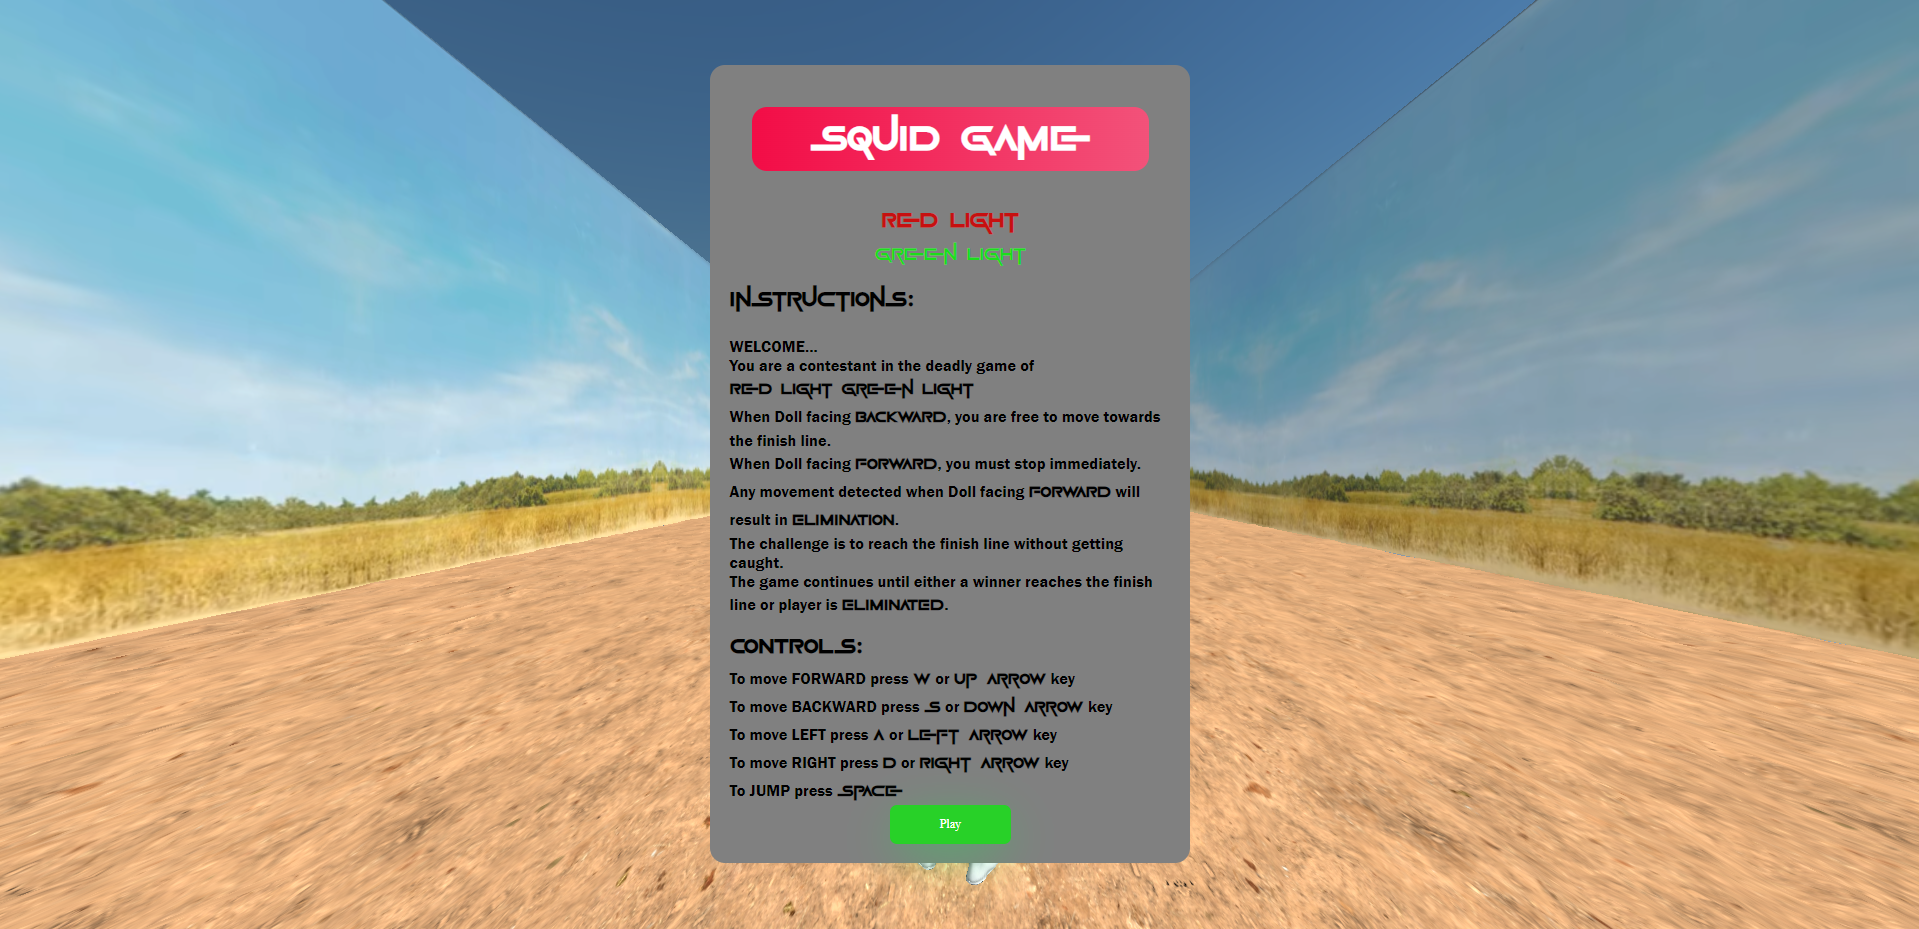 SQUID GAME
RED LIGHT
GREEN LIGHT
INSTRUCTIONS:
WELCOME...
You are a contestant in the deadly game of
RED LIGHT GREEN LIGHT
When Doll facing BACKWARD, you are free to move towards
the finish line.
When Doll facing FORWARD, you must stop immediately.
Any movement detected when Doll facing FORWARD will
result in ELIMINATION.
The challenge is to reach the finish line without getting
caught.
The game continues until either a winner reaches the finish
line or player is ELIMINATED.
CONTROLS:
To move FORWARD press W or UP ARROW key
To move BACKWARD press S or DOWN ARROW key
To move LEFT press A or LEFT ARROW key
To move RIGHT press D or RIGHT ARROW key
To JUMP press SPACE
Play